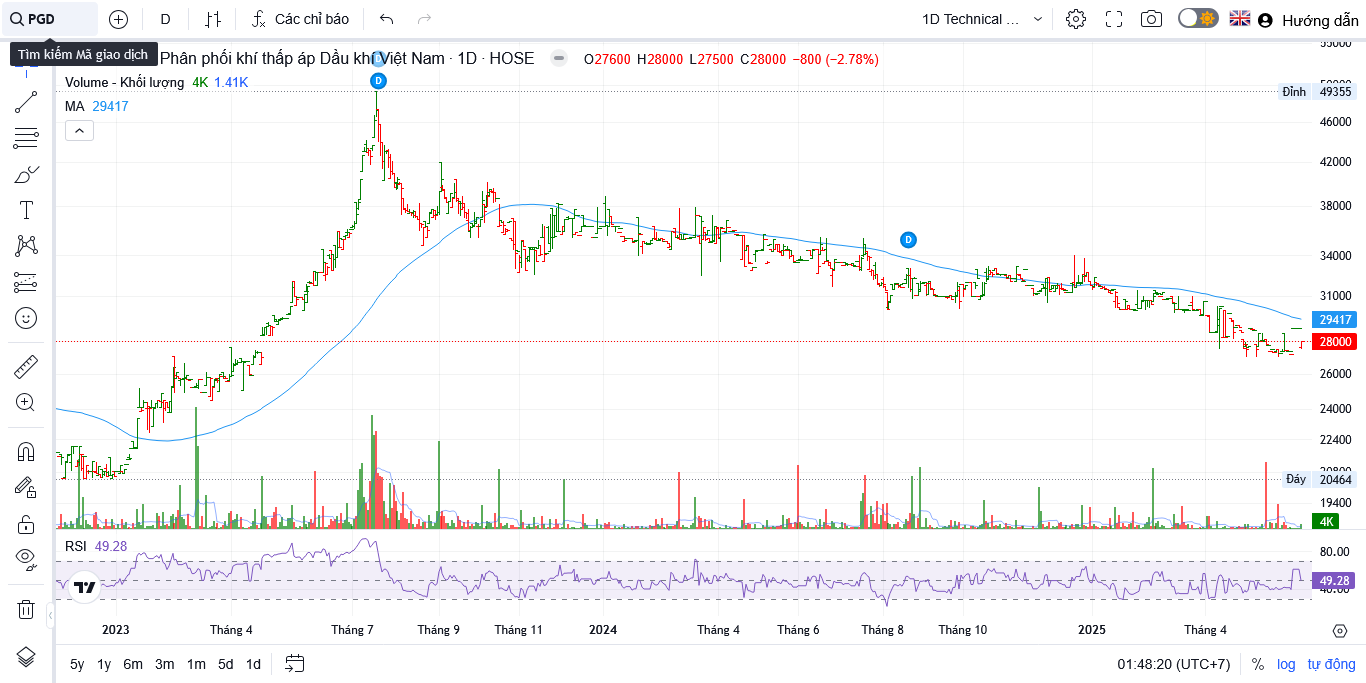 PGD D Các chỉ báo 1D Technical ... Hướng dẫn
Tìm kiếm Mã giao dịch
Phân phối khí thấp áp Dầu khí Việt Nam · 1D · HOSE O27600 H28000 L27500 C28000 −800 (−2.78%)
Volume - Khối lượng 4K 1.41K
D
MA 29417
55000
Đỉnh 49355
46000
42000
38000
D
34000
31000
29417
28000
26000
24000
22400
20800
Đáy 20464
19400
4K
RSI 49.28
80.00
49.28
40.00
2023 Tháng 4 Tháng 7 Tháng 9 Tháng 11 2024 Tháng 4 Tháng 6 Tháng 8 Tháng 10 2025 Tháng 4
5y 1y 6m 3m 1m 5d 1d 01:48:20 (UTC+7) % log tự động